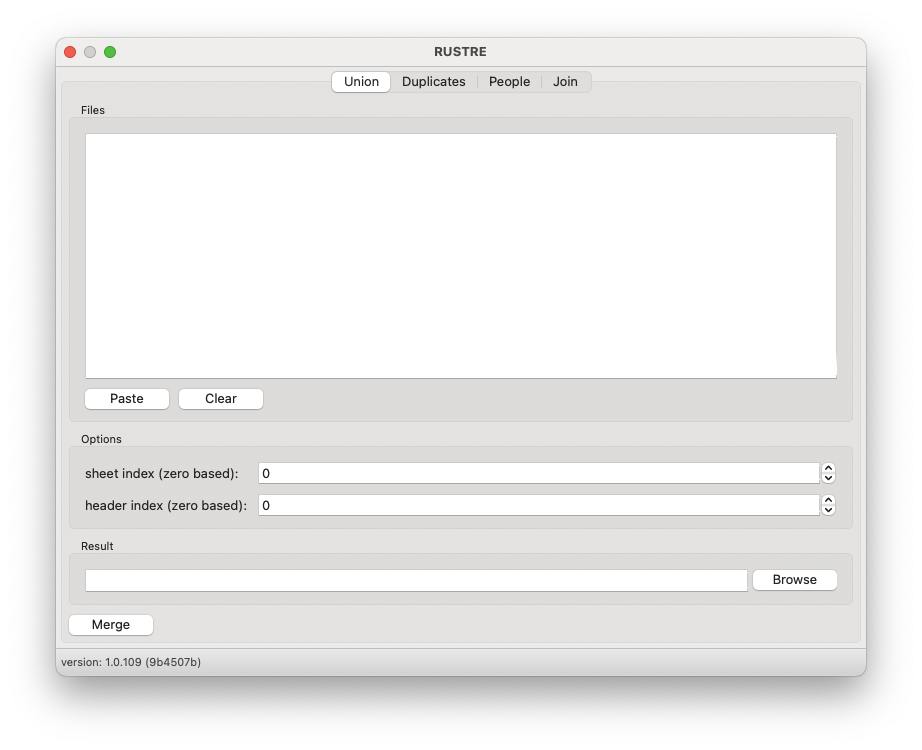 RUSTRE
Union Duplicates People Join
Files
Paste Clear
Options
sheet index (zero based): 0
header index (zero based): 0
Result
Browse
Merge
version: 1.0.109 (9b4507b)